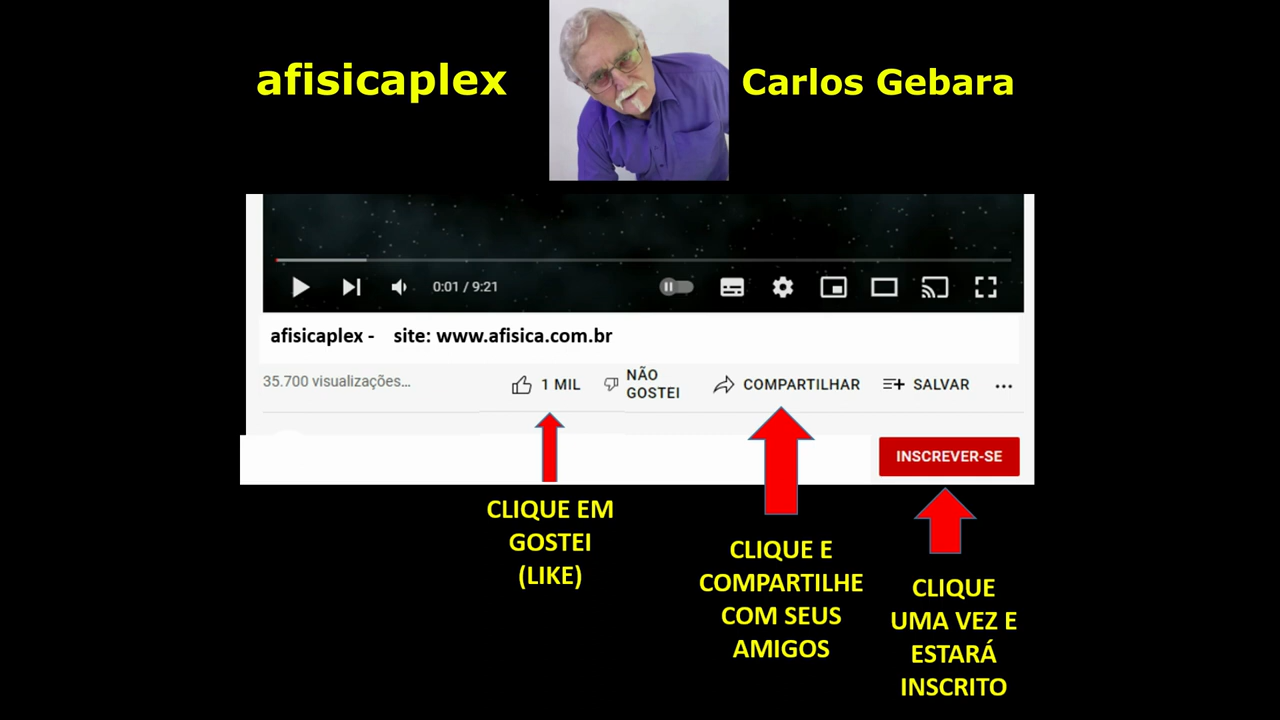 afisicaplex
Carlos Gebara
0:01 / 9:21
afisicaplex - site: www.afisica.com.br
35.700 visualizações...
1 MIL
NÃO
GOSTEI
COMPARTILHAR
SALVAR
INSCREVER-SE
CLIQUE EM
GOSTEI
(LIKE)
CLIQUE E
COMPARTILHE
COM SEUS
AMIGOS
CLIQUE
UMA VEZ E
ESTARÁ
INSCRITO